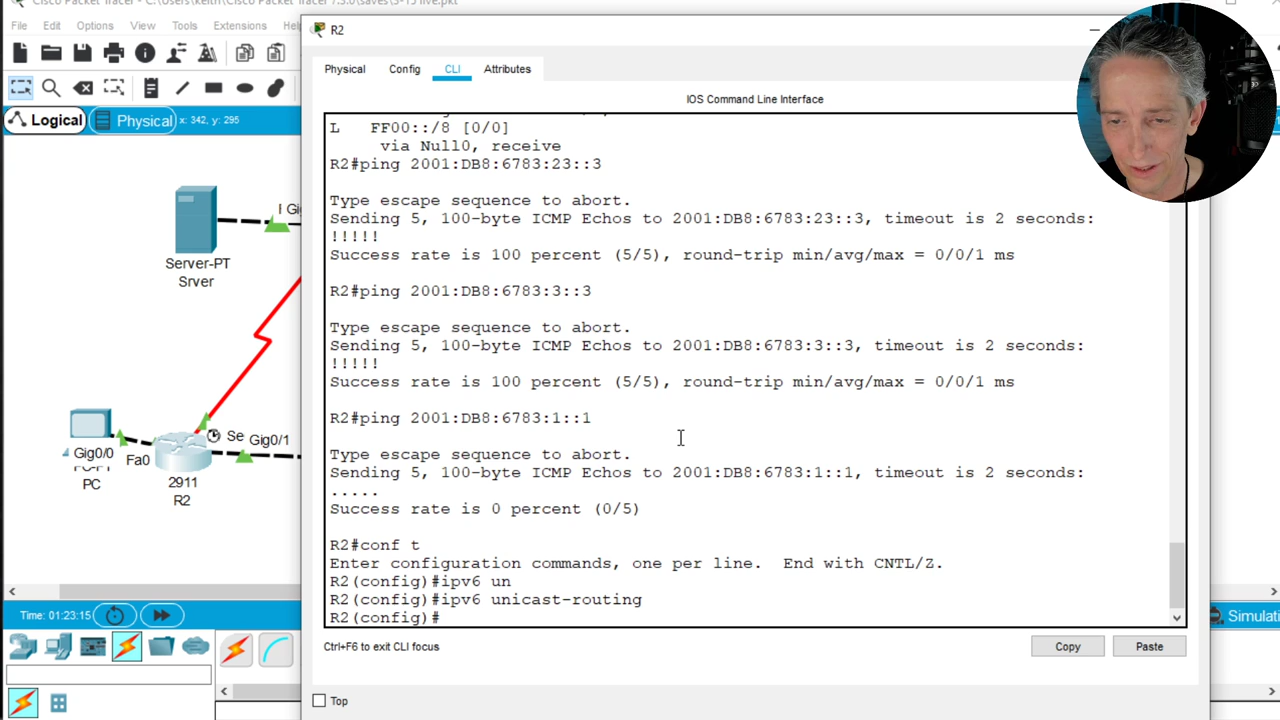 Cisco Packet Tracer - C:\Users\keith\Cisco Packet Tracer 7.3.0\saves\3-15 live.pkt
File Edit Options View Tools Extensions Help
R2
Physical Config CLI Attributes
IOS Command Line Interface
Logical Physical x: 342, y: 295
L FF00::/8 [0/0]
via Null0, receive
R2#ping 2001:DB8:6783:23::3
Type escape sequence to abort.
Sending 5, 100-byte ICMP Echos to 2001:DB8:6783:23::3, timeout is 2 seconds:
!!!!!
Success rate is 100 percent (5/5), round-trip min/avg/max = 0/0/1 ms
R2#ping 2001:DB8:6783:3::3
Type escape sequence to abort.
Sending 5, 100-byte ICMP Echos to 2001:DB8:6783:3::3, timeout is 2 seconds:
!!!!!
Success rate is 100 percent (5/5), round-trip min/avg/max = 0/0/1 ms
R2#ping 2001:DB8:6783:1::1
Type escape sequence to abort.
Sending 5, 100-byte ICMP Echos to 2001:DB8:6783:1::1, timeout is 2 seconds:
.....
Success rate is 0 percent (0/5)
R2#conf t
Enter configuration commands, one per line. End with CNTL/Z.
R2(config)#ipv6 un
R2(config)#ipv6 unicast-routing
R2(config)#
Ctrl+F6 to exit CLI focus
Copy Paste
Top
Gi
Server-PT
Srver
Se Gig0/1
Gig0/0
Fa0
PC
2911
R2
Time: 01:23:15
Simulati